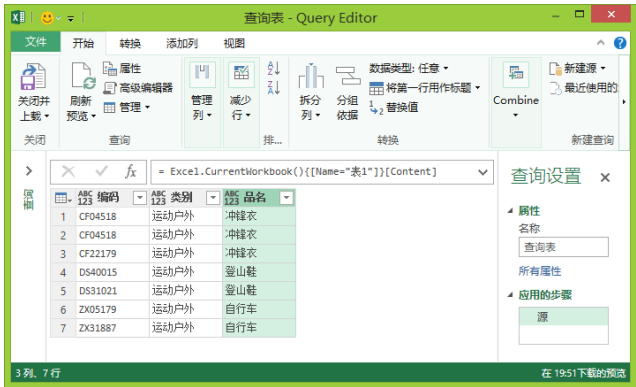 查询表 - Query Editor
文件 开始 转换 添加列 视图
关闭并上载
刷新预览
属性
高级编辑器
管理
管理列
减少行
拆分列
分组依据
数据类型: 任意
将第一行用作标题
替换值
Combine
新建源
最近使用的
关闭 查询 排... 转换 新建查询
fx = Excel.CurrentWorkbook(){[Name="表1"]}[Content]
查询
ABC 123 编码 ABC 123 类别 ABC 123 品名
1 CF04518 运动户外 冲锋衣
2 CF04518 运动户外 冲锋衣
3 CF22179 运动户外 冲锋衣
4 DS40015 运动户外 登山鞋
5 DS31021 运动户外 登山鞋
6 ZX05179 运动户外 自行车
7 ZX31887 运动户外 自行车
查询设置
属性
名称
查询表
所有属性
应用的步骤
源
3 列、7 行 在 19:51下载的预览